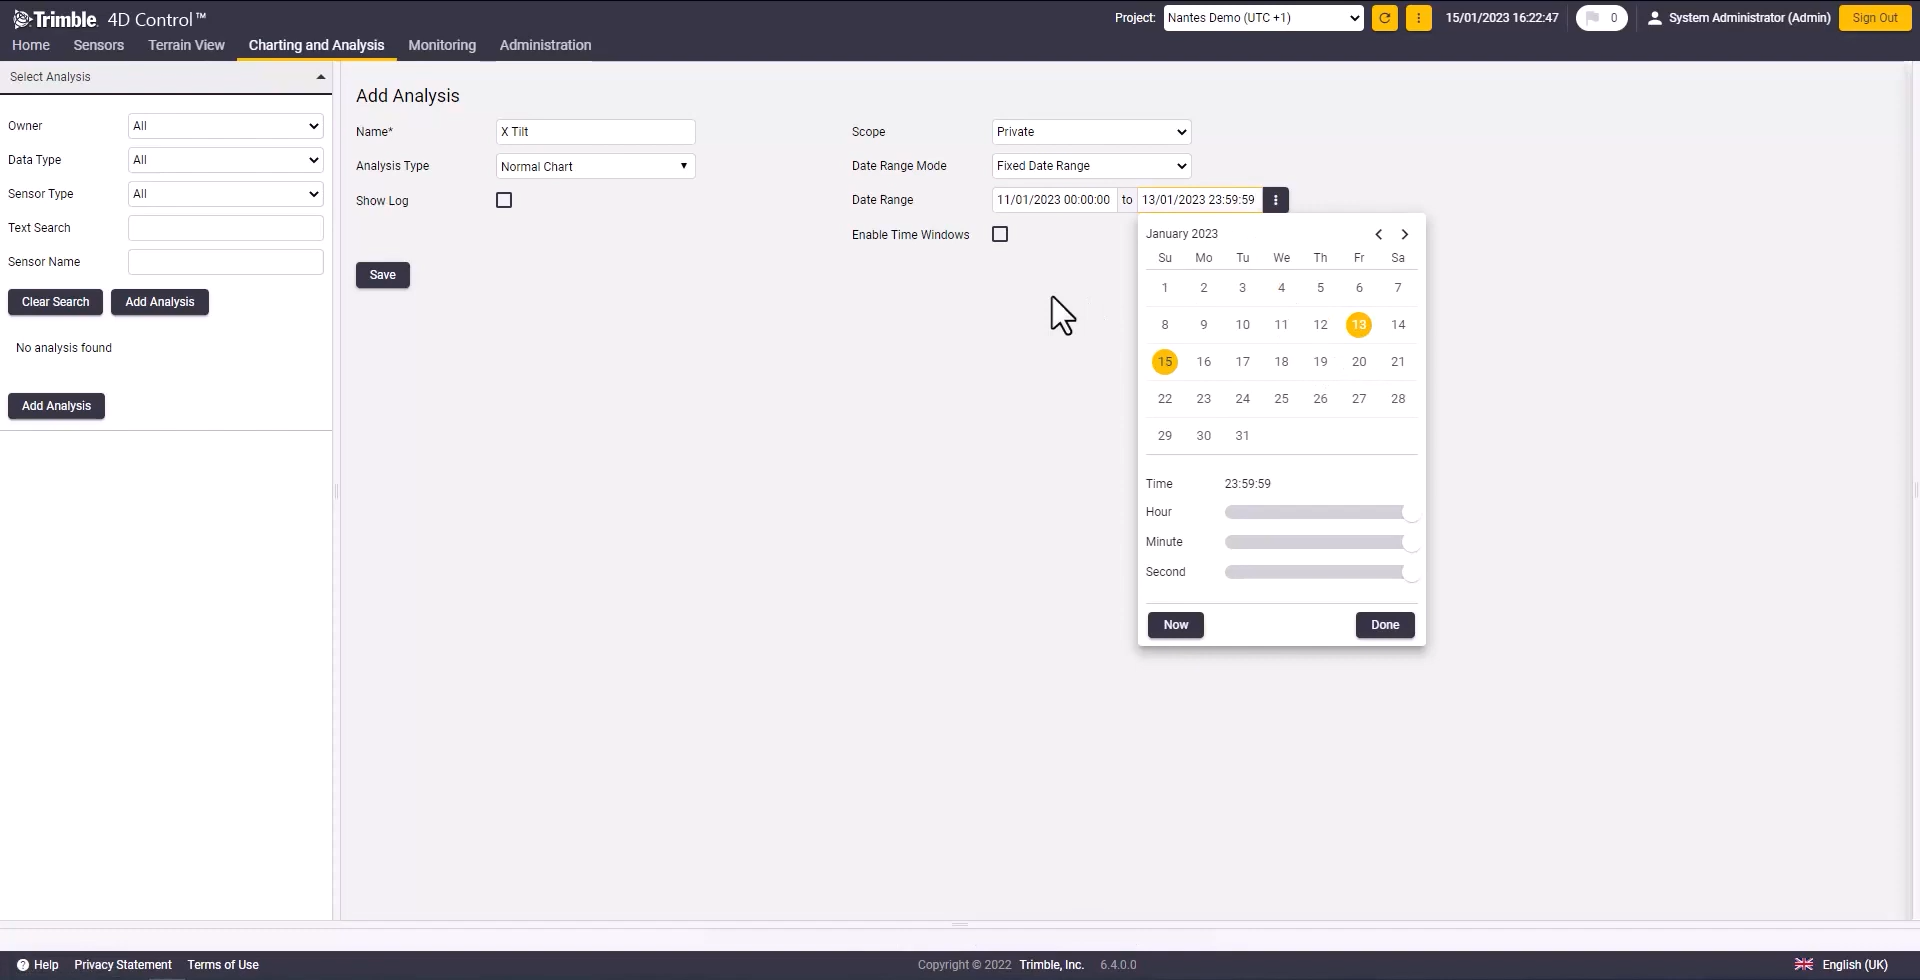 Trimble 4D Control™
Project: Nantes Demo (UTC +1) 15/01/2023 16:22:47 0 System Administrator (Admin) Sign Out
Home Sensors Terrain View Charting and Analysis Monitoring Administration
Select Analysis
Owner All
Data Type All
Sensor Type All
Text Search
Sensor Name
Clear Search Add Analysis
No analysis found
Add Analysis
Add Analysis
Name* X Tilt
Analysis Type Normal Chart
Show Log
Save
Scope Private
Date Range Mode Fixed Date Range
Date Range 11/01/2023 00:00:00 to 13/01/2023 23:59:59
Enable Time Windows
January 2023
Su Mo Tu We Th Fr Sa
1 2 3 4 5 6 7
8 9 10 11 12 13 14
15 16 17 18 19 20 21
22 23 24 25 26 27 28
29 30 31
Time 23:59:59
Hour
Minute
Second
Now Done
Help Privacy Statement Terms of Use Copyright © 2022 Trimble, Inc. 6.4.0.0 English (UK)